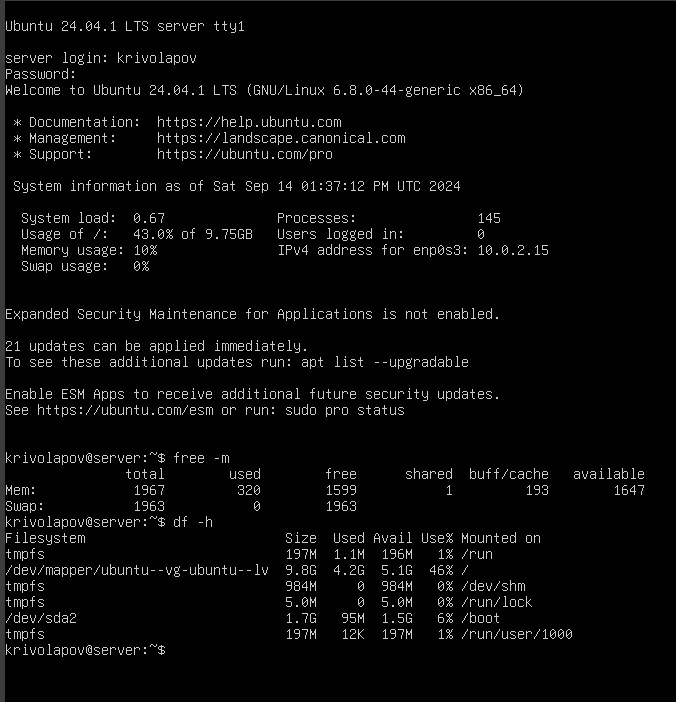 Ubuntu 24.04.1 LTS server tty1
server login: krivolapov
Password:
Welcome to Ubuntu 24.04.1 LTS (GNU/Linux 6.8.0-44-generic x86_64)
* Documentation:  https://help.ubuntu.com
* Management:     https://landscape.canonical.com
* Support:        https://ubuntu.com/pro
System information as of Sat Sep 14 01:37:12 PM UTC 2024
System load:  0.67              Processes:               145
Usage of /:   43.0% of 9.75GB   Users logged in:         0
Memory usage: 10%               IPv4 address for enp0s3: 10.0.2.15
Swap usage:   0%
Expanded Security Maintenance for Applications is not enabled.
21 updates can be applied immediately.
To see these additional updates run: apt list --upgradable
Enable ESM Apps to receive additional future security updates.
See https://ubuntu.com/esm or run: sudo pro status
krivolapov@server:~$ free -m
               total        used        free      shared  buff/cache   available
Mem:            1967         320        1599           1         193        1647
Swap:           1963           0        1963
krivolapov@server:~$ df -h
Filesystem                         Size  Used Avail Use% Mounted on
tmpfs                              197M  1.1M  196M   1% /run
/dev/mapper/ubuntu--vg-ubuntu--lv  9.8G  4.2G  5.1G  46% /
tmpfs                              984M     0  984M   0% /dev/shm
tmpfs                              5.0M     0  5.0M   0% /run/lock
/dev/sda2                          1.7G   95M  1.5G   6% /boot
tmpfs                              197M   12K  197M   1% /run/user/1000
krivolapov@server:~$